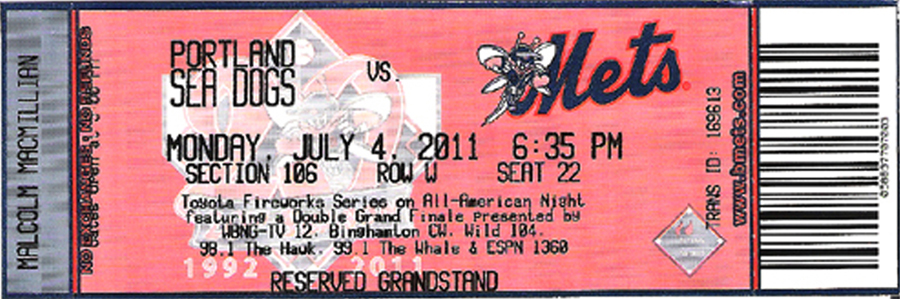 MALCOLM MACMILLIAN
PORTLAND
SEA DOGS
VS.
Mets
MONDAY, JULY 4, 2011 6:35 PM
SECTION 106 ROW W SEAT 22
Toyota Fireworks Series on All-American Night
featuring a Double Grand Finale presented by
WBNG-TV 12, Binghamton CW, Wild 104,
98.1 The Hawk, 99.1 The Whale & ESPN 1360
1992 2011
RESERVED GRANDSTAND
TRANS ID: 169613
www.bmets.com